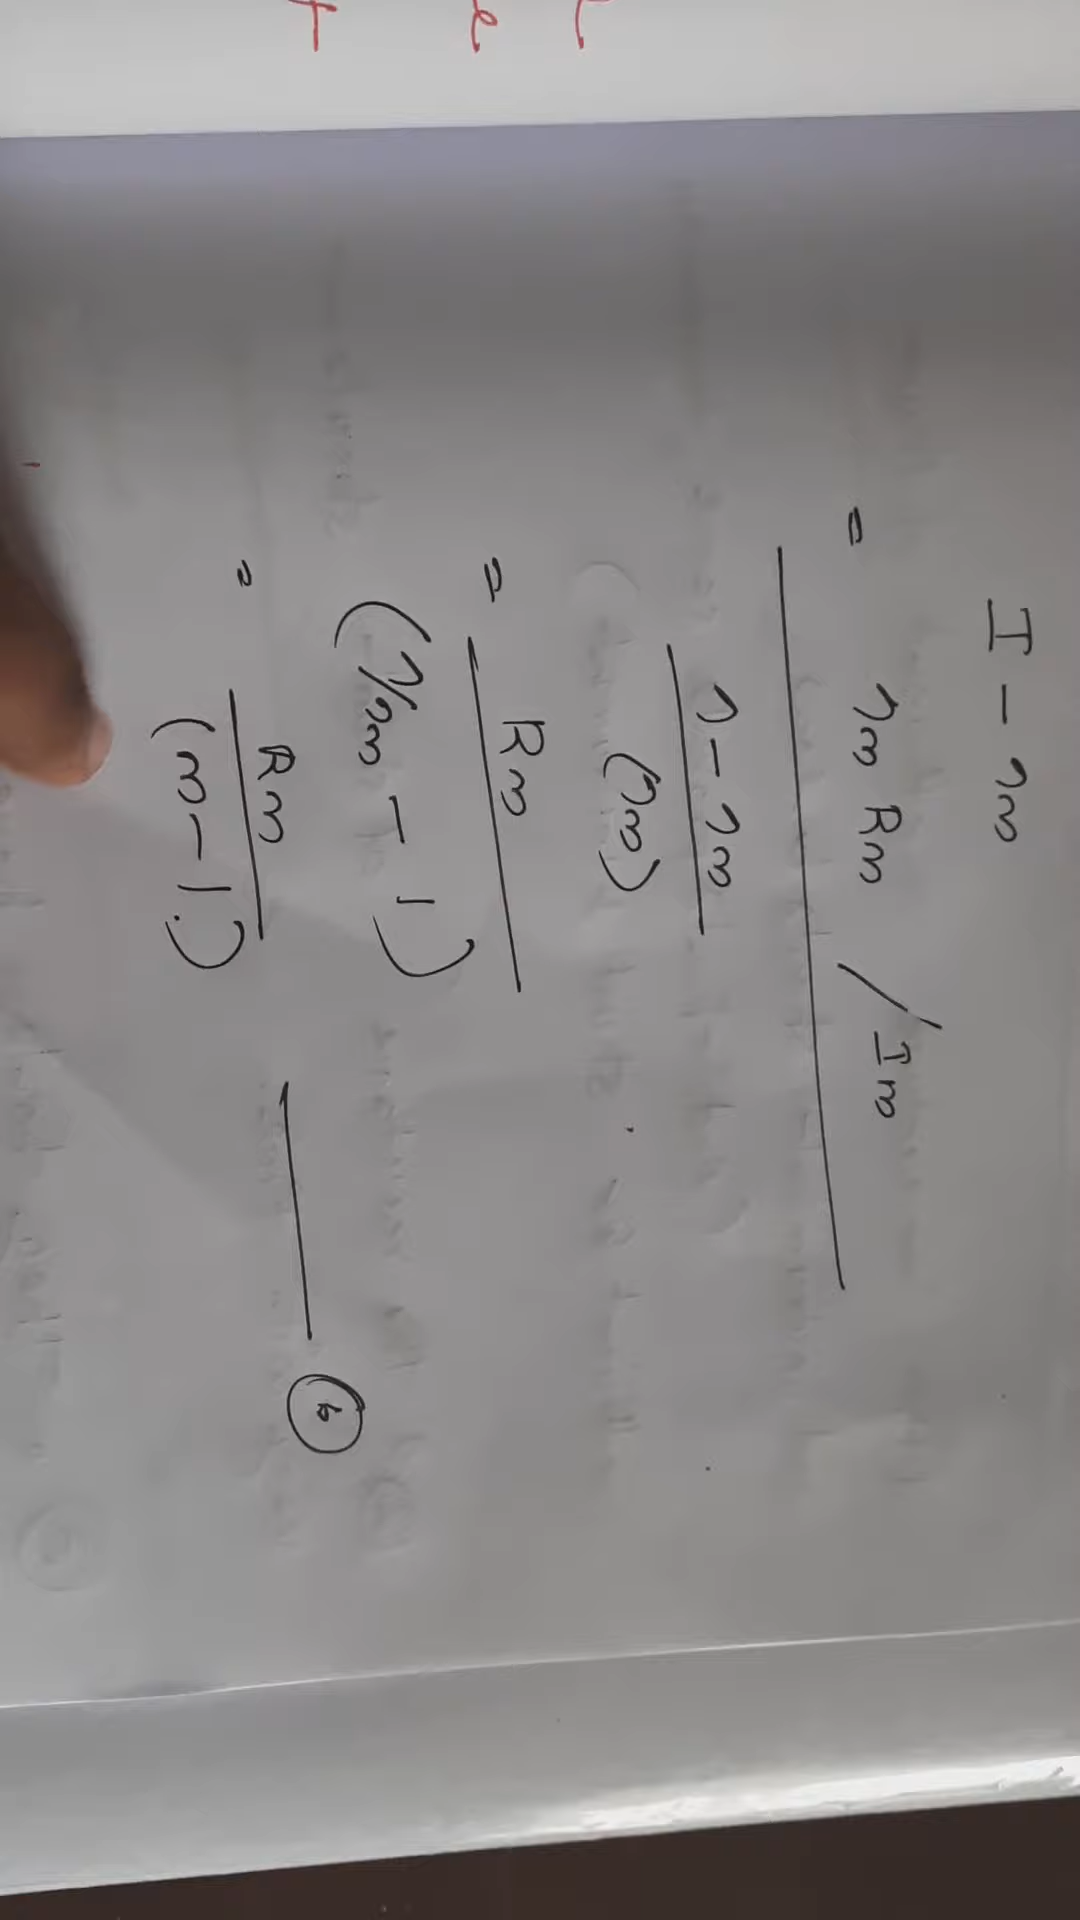 I - Im
= Im Rm / Im
I - Im
(Im)
= Rm
(I/Im - 1)
= Rm
(m - 1)
6